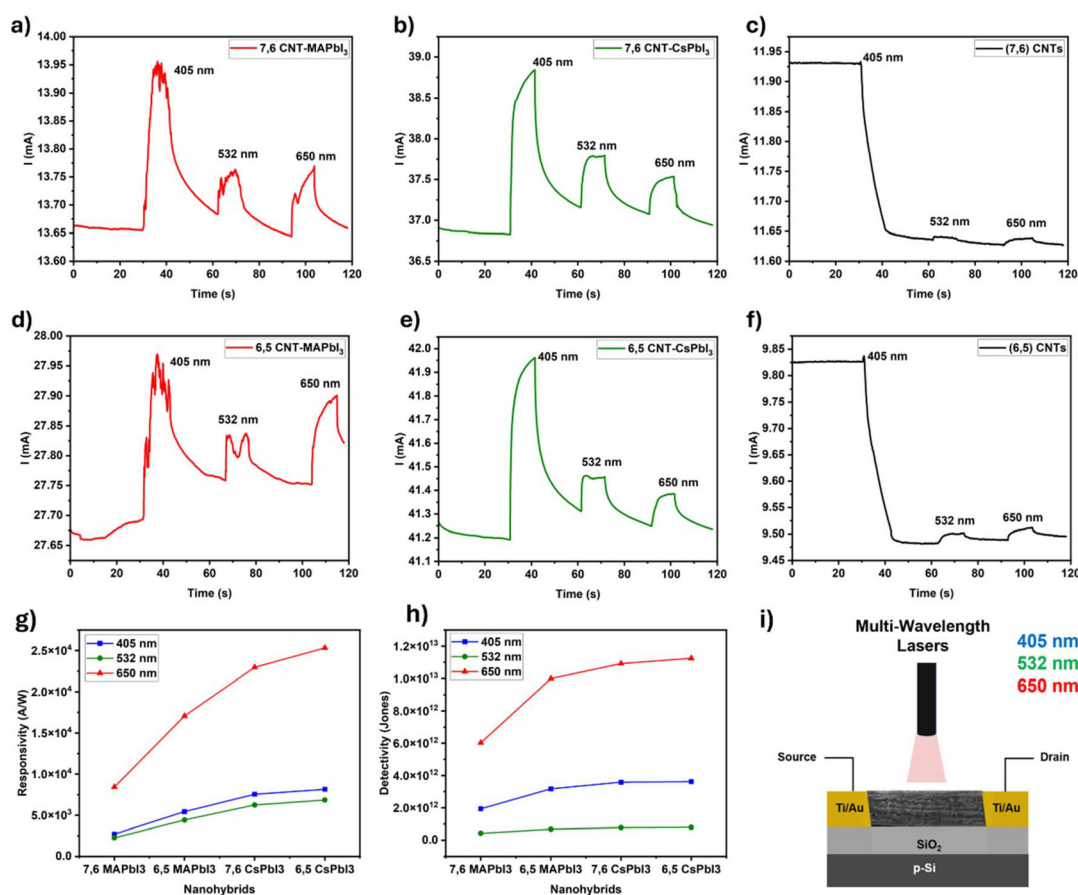 a)
7,6 CNT-MAPbI3
405 nm
532 nm
650 nm
14.00
13.95
13.90
13.85
13.80
13.75
13.70
13.65
13.60
I (mA)
0 20 40 60 80 100 120
Time (s)
b)
7,6 CNT-CsPbI3
405 nm
532 nm
650 nm
39.0
38.5
38.0
37.5
37.0
36.5
I (mA)
0 20 40 60 80 100 120
Time (s)
c)
(7,6) CNTs
405 nm
532 nm
650 nm
11.95
11.90
11.85
11.80
11.75
11.70
11.65
11.60
I (mA)
0 20 40 60 80 100 120
Time (s)
d)
6,5 CNT-MAPbI3
405 nm
532 nm
650 nm
28.00
27.95
27.90
27.85
27.80
27.75
27.70
27.65
I (mA)
0 20 40 60 80 100 120
Time (s)
e)
6,5 CNT-CsPbI3
405 nm
532 nm
650 nm
42.0
41.9
41.8
41.7
41.6
41.5
41.4
41.3
41.2
41.1
I (mA)
0 20 40 60 80 100 120
Time (s)
f)
(6,5) CNTs
405 nm
532 nm
650 nm
9.85
9.80
9.75
9.70
9.65
9.60
9.55
9.50
9.45
I (mA)
0 20 40 60 80 100 120
Time (s)
g)
405 nm
532 nm
650 nm
2.5×10⁴
2.0×10⁴
1.5×10⁴
1.0×10⁴
5.0×10³
0.0
Responsivity (A/W)
7,6 MAPbI3 6,5 MAPbI3 7,6 CsPbI3 6,5 CsPbI3
Nanohybrids
h)
405 nm
532 nm
650 nm
1.2×10¹³
1.0×10¹³
8.0×10¹²
6.0×10¹²
4.0×10¹²
2.0×10¹²
0.0
Detectivity (Jones)
7,6 MAPbI3 6,5 MAPbI3 7,6 CsPbI3 6,5 CsPbI3
Nanohybrids
i)
Multi-Wavelength
Lasers
405 nm
532 nm
650 nm
Source
Drain
Ti/Au
Ti/Au
SiO2
p-Si